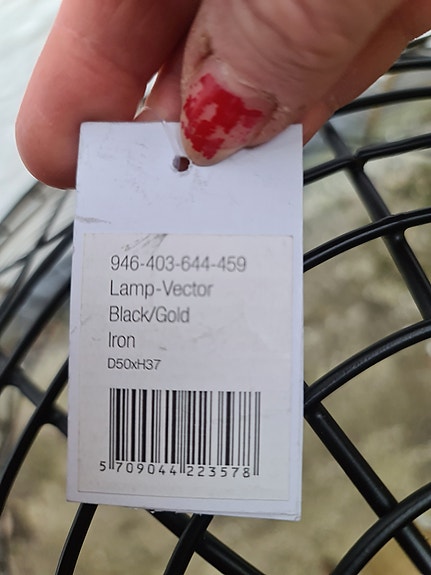 946-403-644-459
Lamp-Vector
Black/Gold
Iron
D50xH37
5 709044 223578